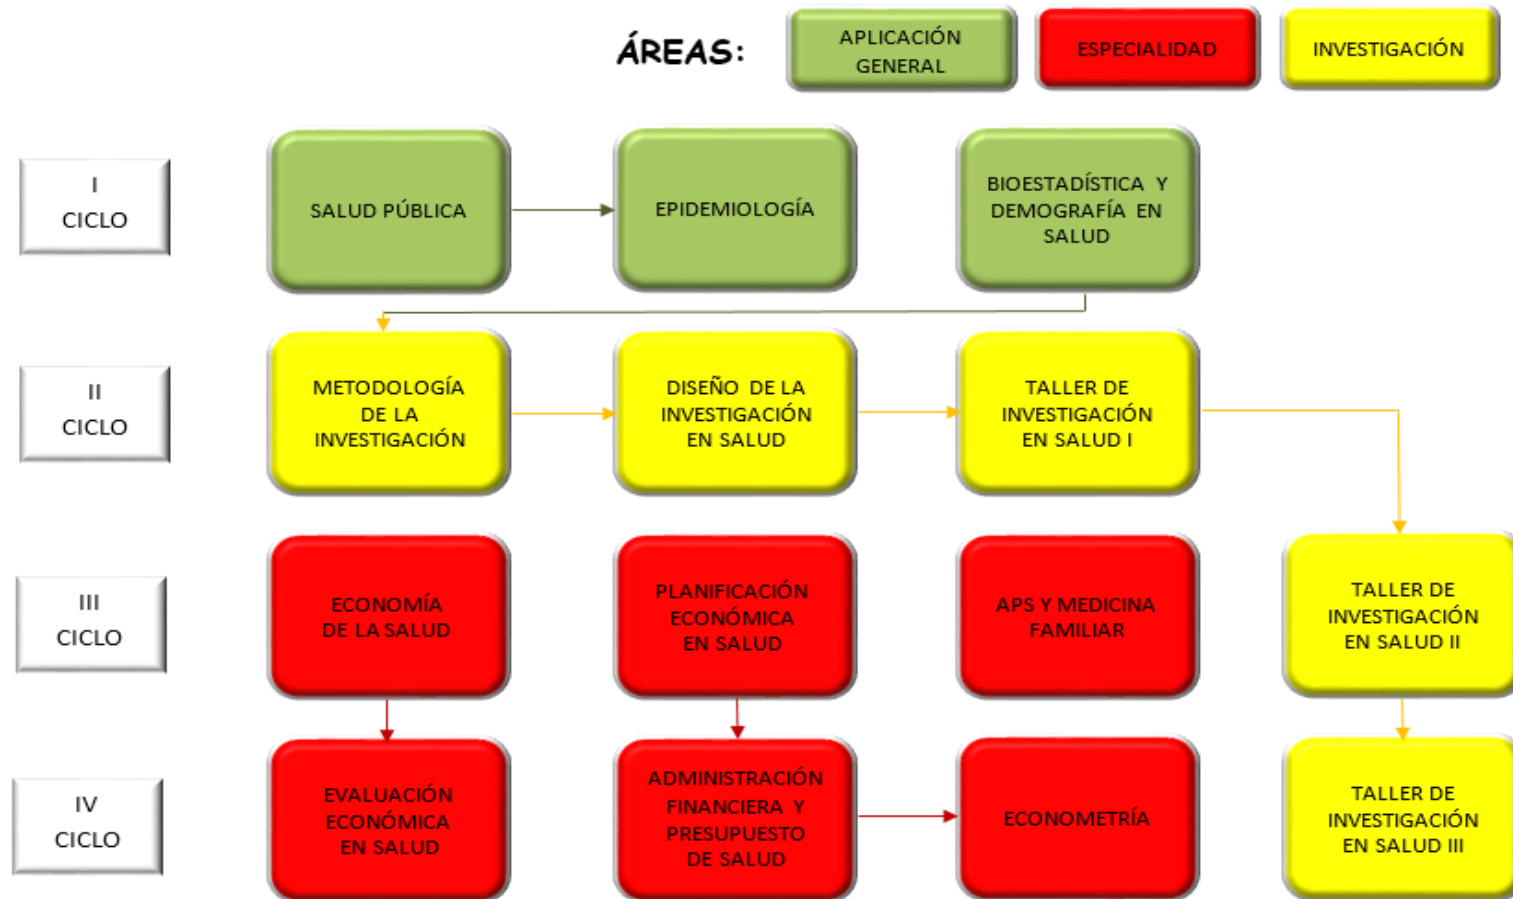 ÁREAS:
APLICACIÓN
GENERAL
ESPECIALIDAD
INVESTIGACIÓN
I
CICLO
SALUD PÚBLICA
EPIDEMIOLOGÍA
BIOESTADÍSTICA Y
DEMOGRAFÍA EN
SALUD
II
CICLO
METODOLOGÍA
DE LA
INVESTIGACIÓN
DISEÑO DE LA
INVESTIGACIÓN
EN SALUD
TALLER DE
INVESTIGACIÓN
EN SALUD I
III
CICLO
ECONOMÍA
DE LA SALUD
PLANIFICACIÓN
ECONÓMICA
EN SALUD
APS Y MEDICINA
FAMILIAR
TALLER DE
INVESTIGACIÓN
EN SALUD II
IV
CICLO
EVALUACIÓN
ECONÓMICA
EN SALUD
ADMINISTRACIÓN
FINANCIERA Y
PRESUPUESTO
DE SALUD
ECONOMETRÍA
TALLER DE
INVESTIGACIÓN
EN SALUD III